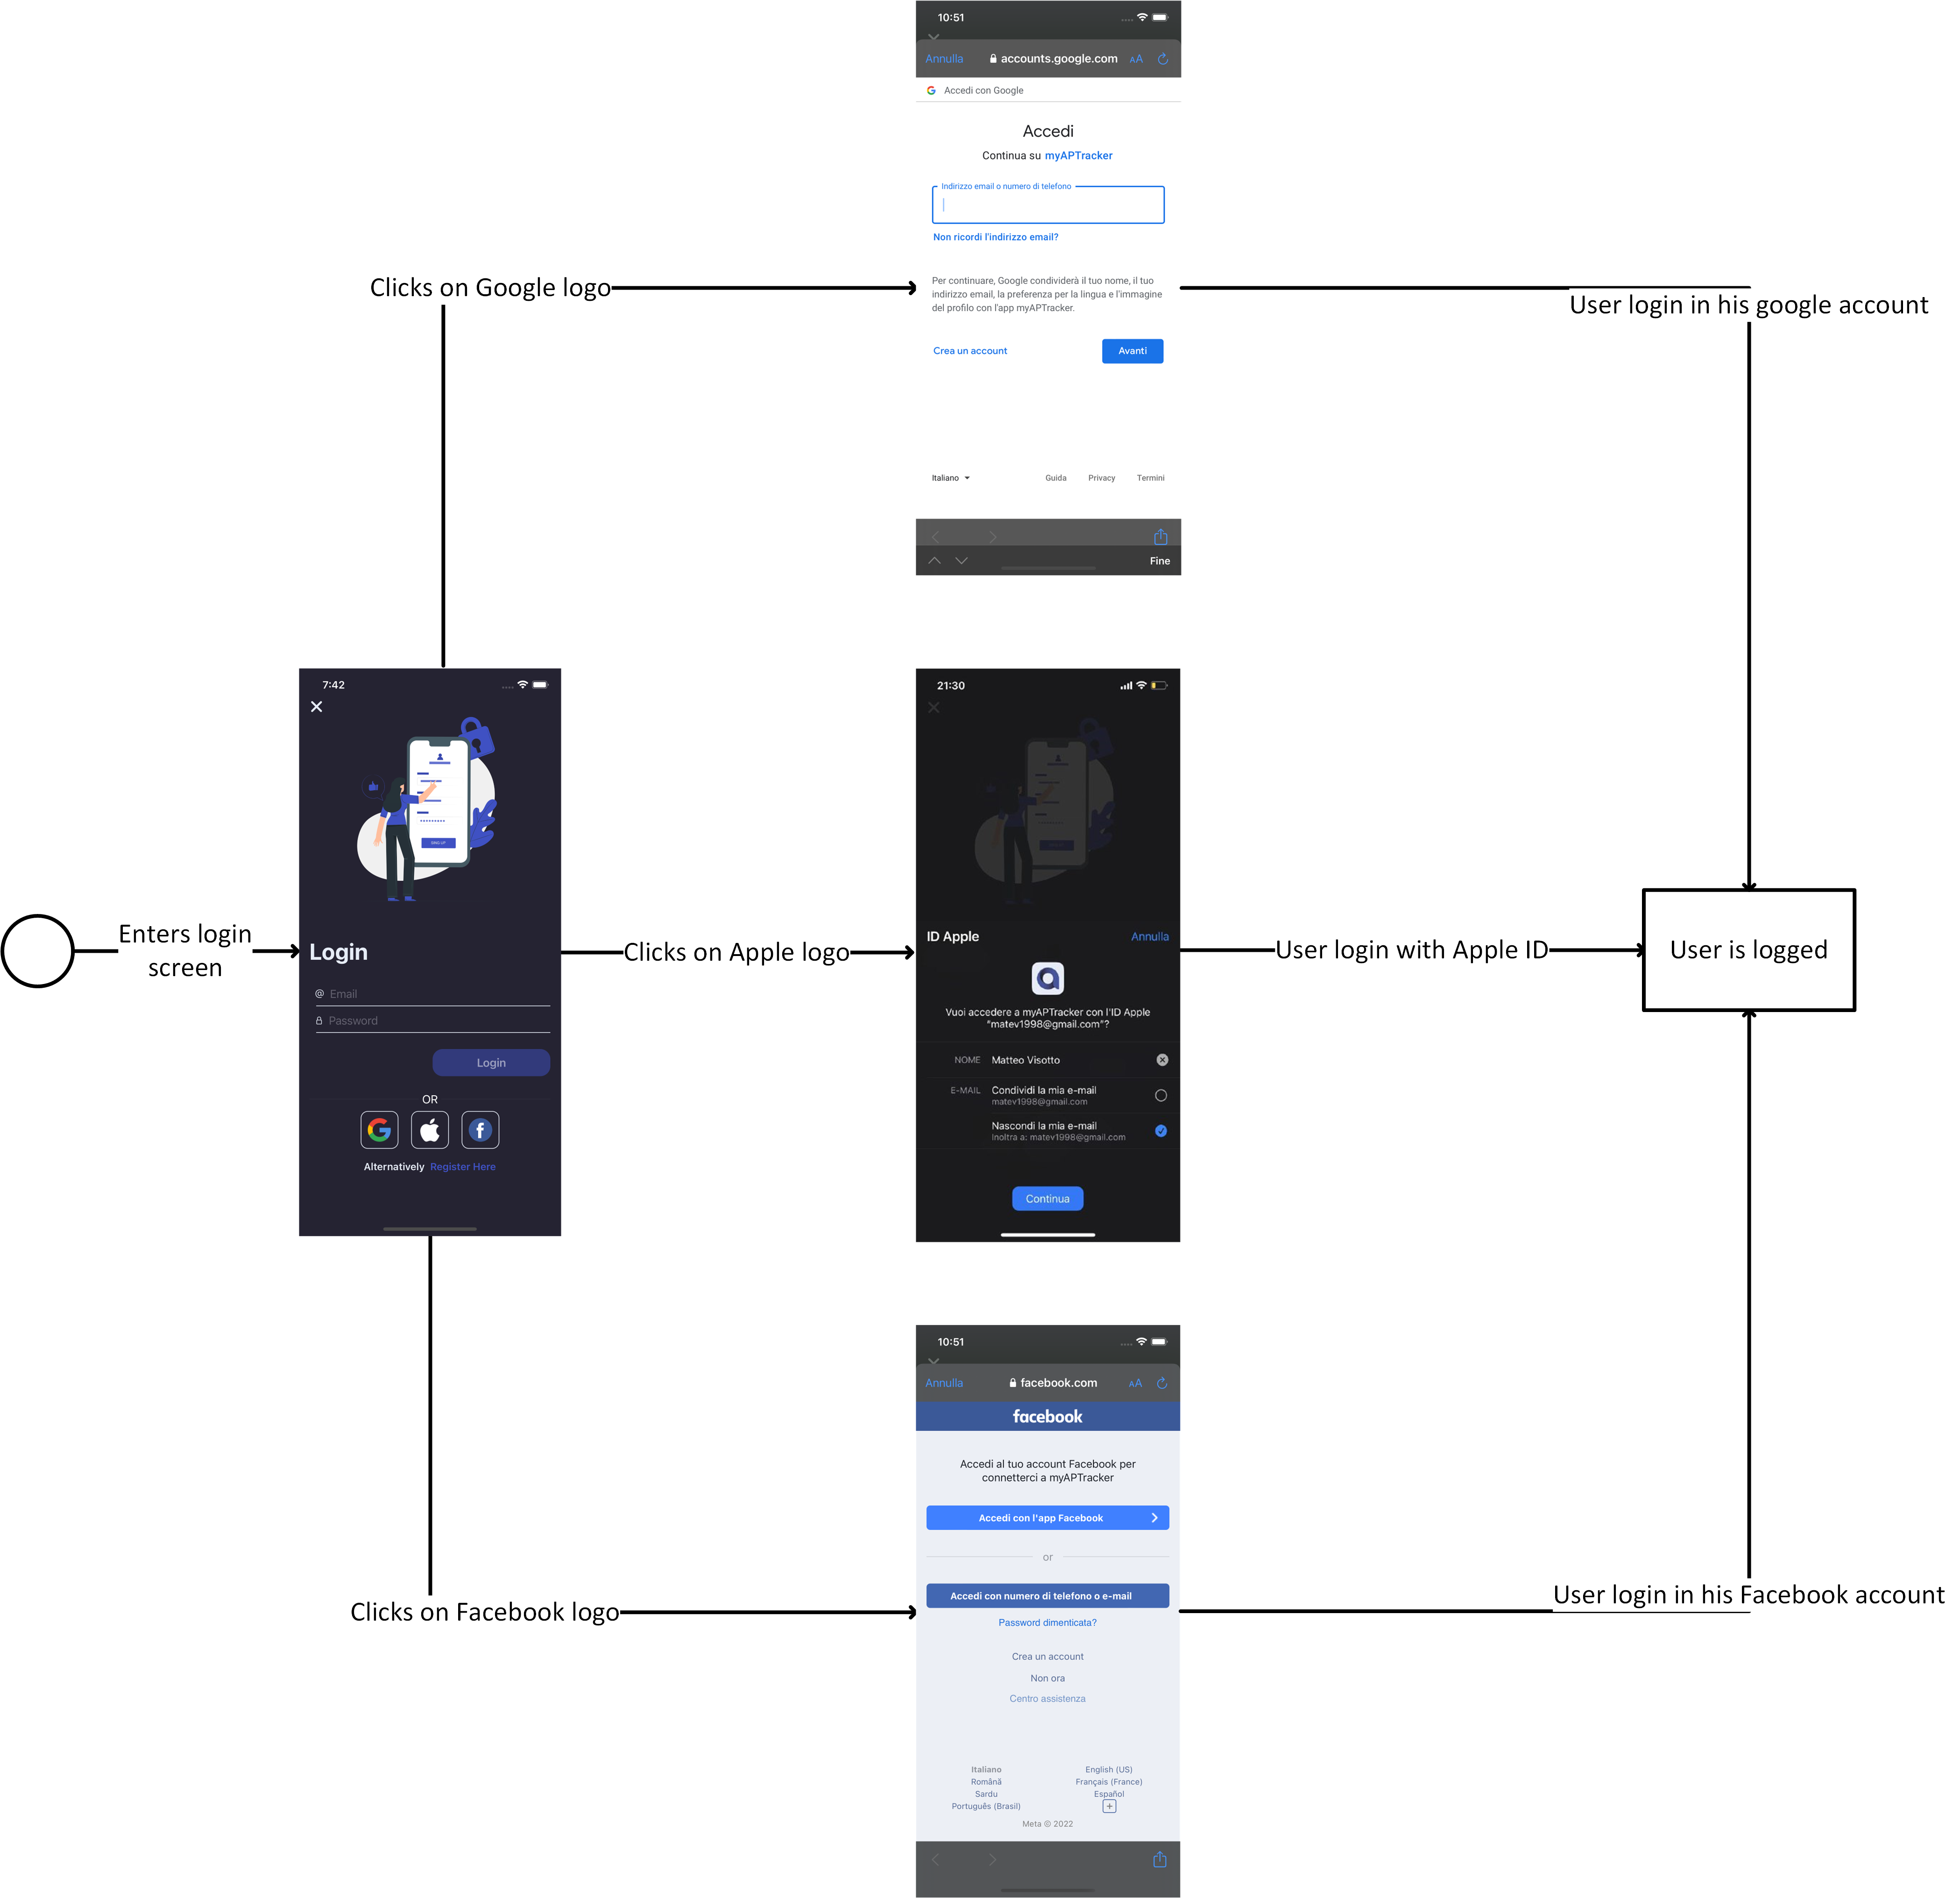 10:51
Annulla
accounts.google.com
AA
Accedi con Google
Accedi
Continua su myAPTracker
Indirizzo email o numero di telefono
Non ricordi l'indirizzo email?
Per continuare, Google condividerà il tuo nome, il tuo
indirizzo email, la preferenza per la lingua e l'immagine
del profilo con l'app myAPTracker.
Crea un account
Avanti
Italiano
Guida
Privacy
Termini
Fine
Clicks on Google logo
User login in his google account
Enters login
screen
7:42
SIGN UP
Login
@ Email
Password
Login
OR
Alternatively Register Here
Clicks on Apple logo
21:30
ID Apple
Annulla
Vuoi accedere a myAPTracker con l'ID Apple
"matev1998@gmail.com"?
NOME Matteo Visotto
E-MAIL Condividi la mia e-mail
matev1998@gmail.com
Nascondi la mia e-mail
Inoltra a: matev1998@gmail.com
Continua
User login with Apple ID
User is logged
Clicks on Facebook logo
10:51
Annulla
facebook.com
AA
facebook
Accedi al tuo account Facebook per
connetterci a myAPTracker
Accedi con l'app Facebook
or
Accedi con numero di telefono o e-mail
Password dimenticata?
Crea un account
Non ora
Centro assistenza
Italiano
English (US)
Română
Français (France)
Sardu
Español
Português (Brasil)
Meta © 2022
User login in his Facebook account